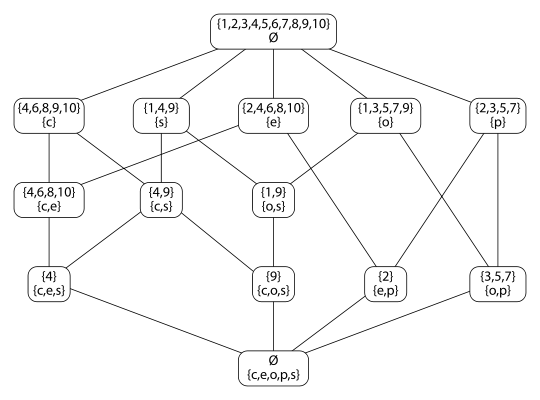 {1,2,3,4,5,6,7,8,9,10}
Ø
{4,6,8,9,10}
{c}
{1,4,9}
{s}
{2,4,6,8,10}
{e}
{1,3,5,7,9}
{o}
{2,3,5,7}
{p}
{4,6,8,10}
{c,e}
{4,9}
{c,s}
{1,9}
{o,s}
{4}
{c,e,s}
{9}
{c,o,s}
{2}
{e,p}
{3,5,7}
{o,p}
Ø
{c,e,o,p,s}